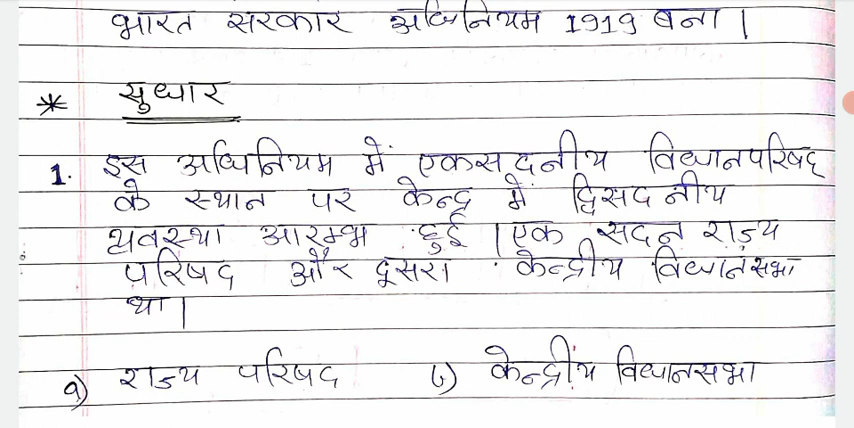 भारत सरकार अधिनियम 1919 बना |
* सुधार
1. इस अधिनियम में एकसदनीय विधानपरिषद्
के स्थान पर केन्द्र में द्विसदनीय
व्यवस्था आरम्भ हुई | एक सदन राज्य
परिषद और दूसरा केन्द्रीय विधानसभा
था |
a) राज्य परिषद b) केन्द्रीय विधानसभा